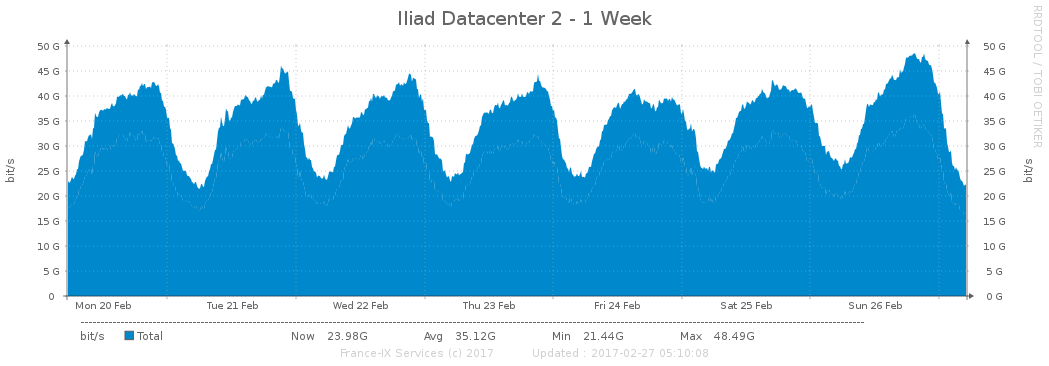 Iliad Datacenter 2 - 1 Week
RRDTOOL / TOBI OETIKER
bit/s
50 G 50 G
45 G 45 G
40 G 40 G
35 G 35 G
30 G 30 G
25 G 25 G
20 G 20 G
15 G 15 G
10 G 10 G
5 G 5 G
0 0 G
bit/s
Mon 20 Feb Tue 21 Feb Wed 22 Feb Thu 23 Feb Fri 24 Feb Sat 25 Feb Sun 26 Feb
bit/s Total Now 23.98G Avg 35.12G Min 21.44G Max 48.49G
France-IX Services (c) 2017 Updated : 2017-02-27 05:10:08